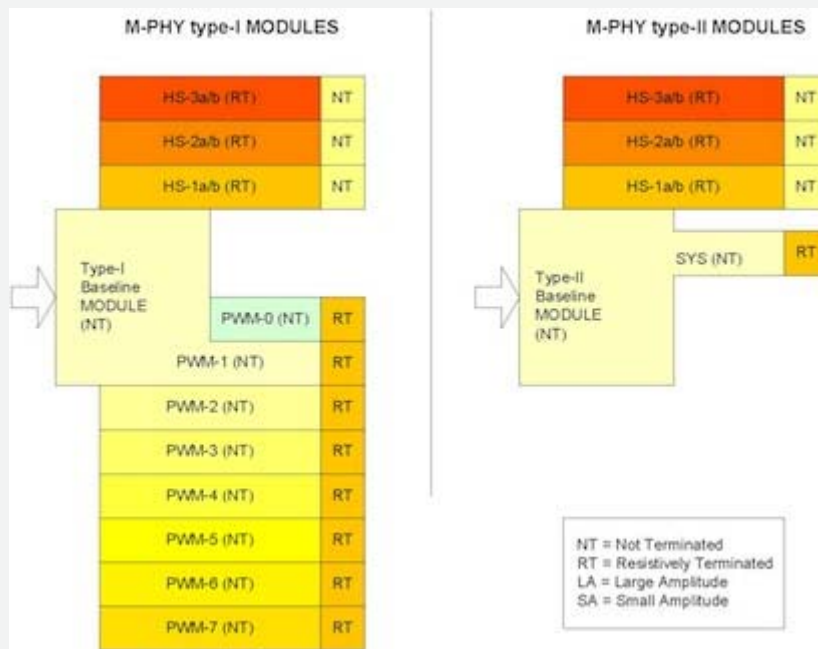 M-PHY type-I MODULES
HS-3a/b (RT) NT
HS-2a/b (RT) NT
HS-1a/b (RT) NT
Type-I
Baseline
MODULE
(NT)
PWM-0 (NT) RT
PWM-1 (NT) RT
PWM-2 (NT) RT
PWM-3 (NT) RT
PWM-4 (NT) RT
PWM-5 (NT) RT
PWM-6 (NT) RT
PWM-7 (NT) RT
M-PHY type-II MODULES
HS-3a/b (RT) NT
HS-2a/b (RT) NT
HS-1a/b (RT) NT
SYS (NT) RT
Type-II
Baseline
MODULE
(NT)
NT = Not Terminated
RT = Resistively Terminated
LA = Large Amplitude
SA = Small Amplitude